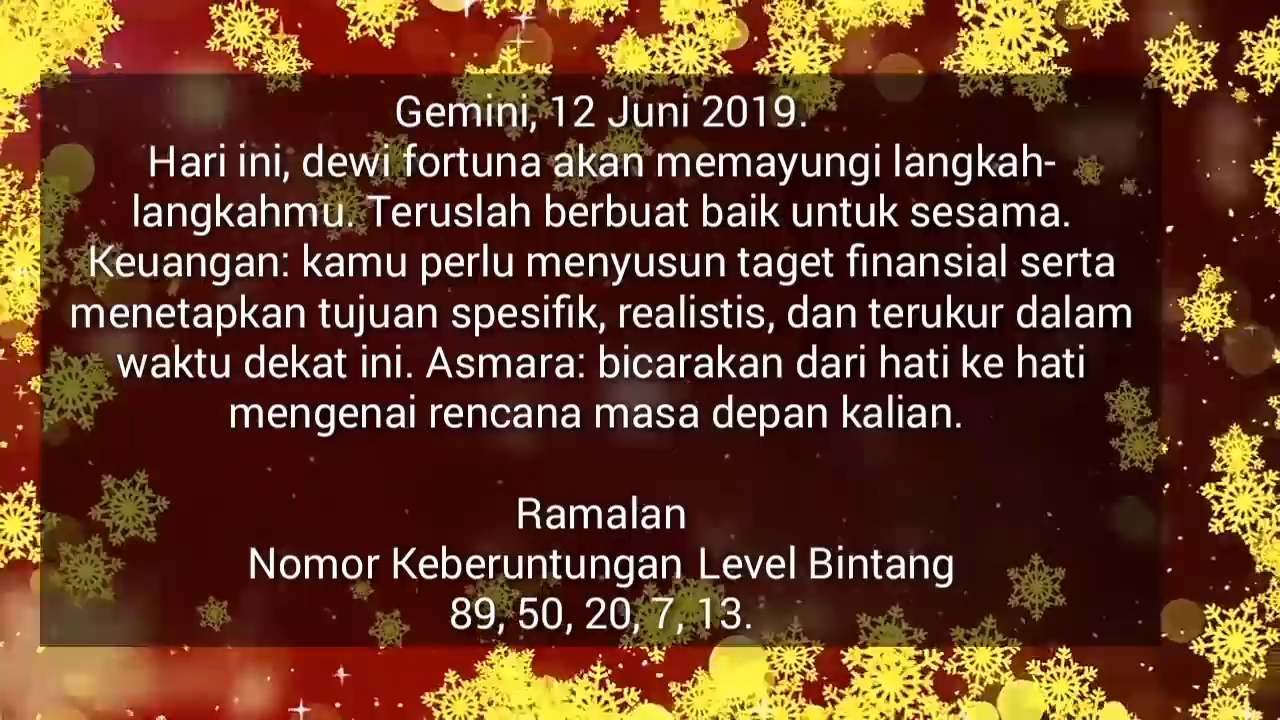 Gemini, 12 Juni 2019.
Hari ini, dewi fortuna akan memayungi langkah-
langkahmu. Teruslah berbuat baik untuk sesama.
Keuangan: kamu perlu menyusun taget finansial serta
menetapkan tujuan spesifik, realistis, dan terukur dalam
waktu dekat ini. Asmara: bicarakan dari hati ke hati
mengenai rencana masa depan kalian.
Ramalan
Nomor Keberuntungan Level Bintang
89, 50, 20, 7, 13.